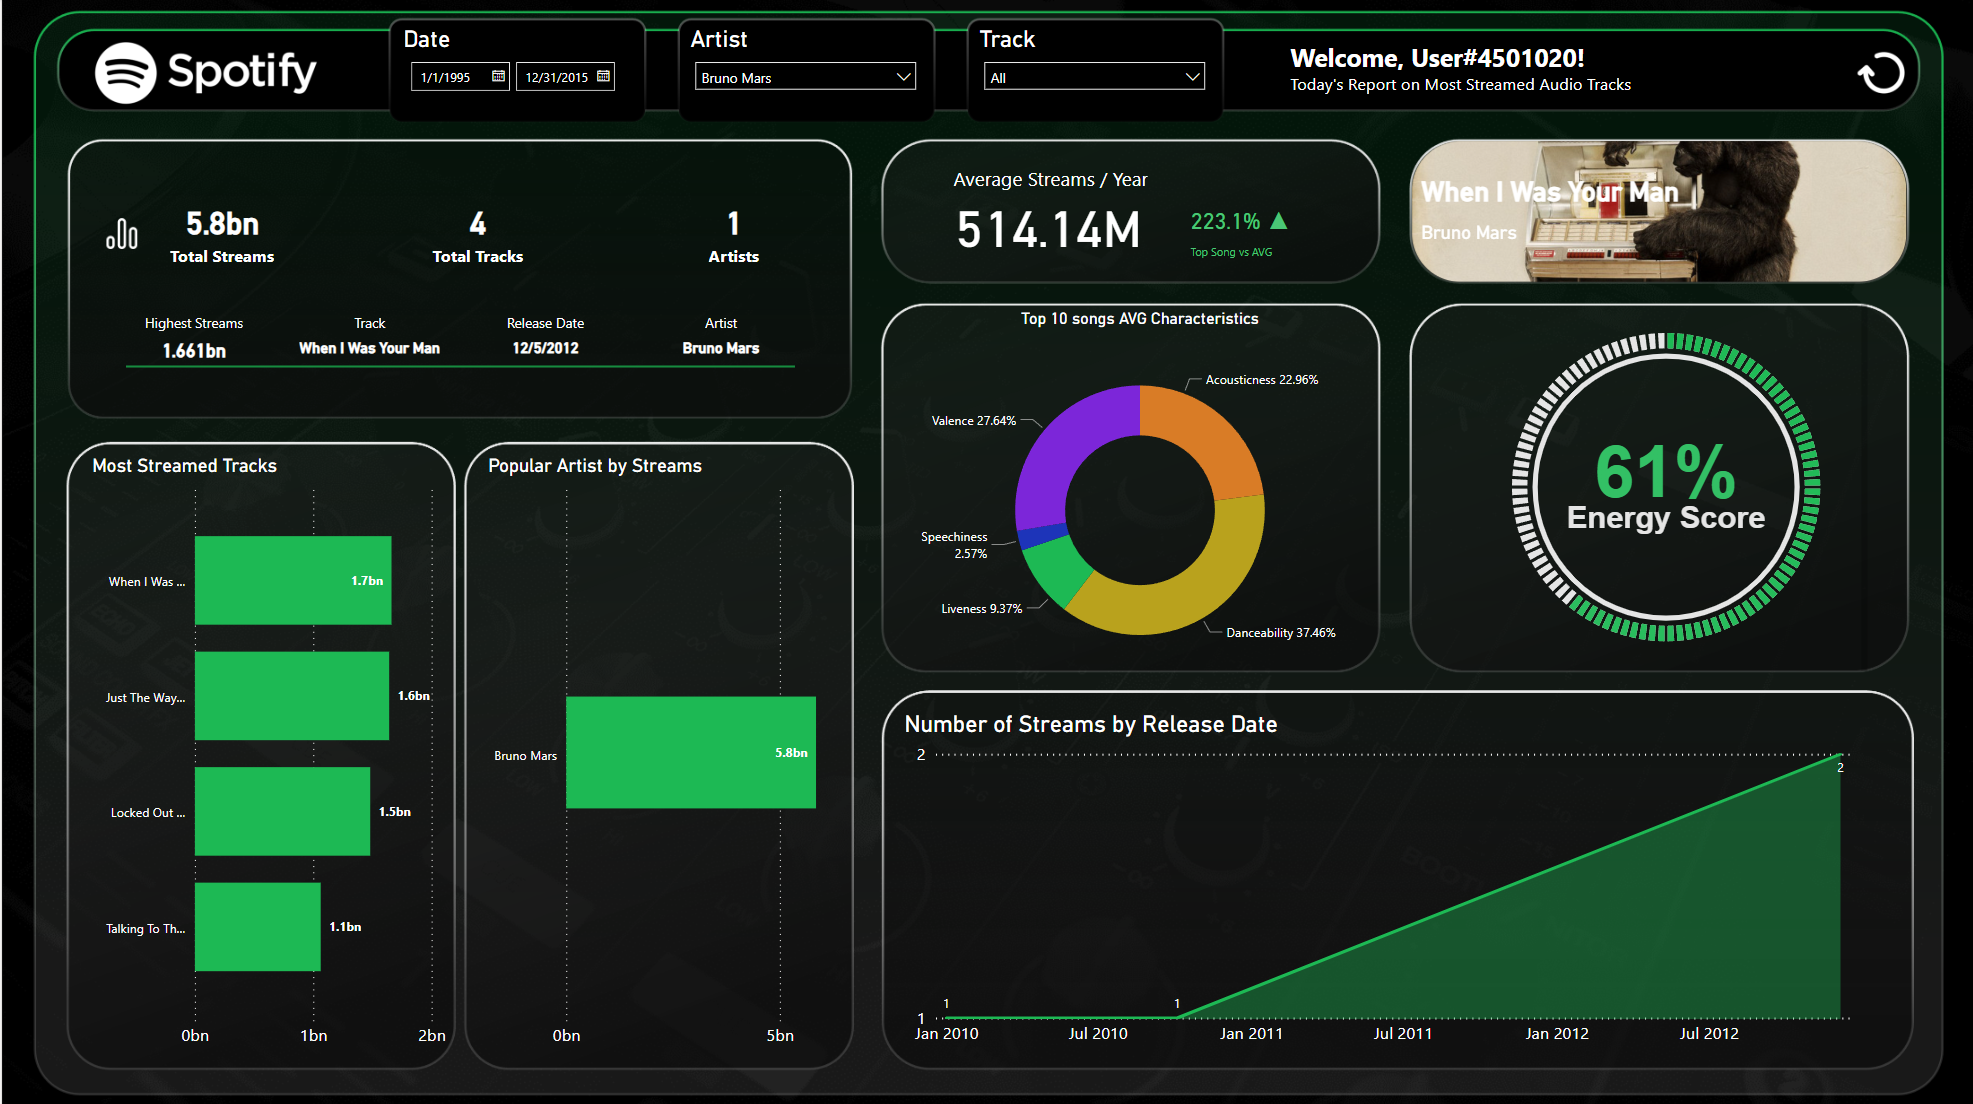 Spotify
Date
1/1/1995
12/31/2015
Artist
Bruno Mars
Track
All
Welcome, User#4501020!
Today's Report on Most Streamed Audio Tracks
5.8bn
Total Streams
4
Total Tracks
1
Artists
Highest Streams
1.661bn
Track
When I Was Your Man
Release Date
12/5/2012
Artist
Bruno Mars
Average Streams / Year
514.14M
223.1% ▲
Top Song vs AVG
When I Was Your Man
Bruno Mars
Most Streamed Tracks
When I Was ...
1.7bn
Just The Way...
1.6bn
Locked Out ...
1.5bn
Talking To Th...
1.1bn
0bn
1bn
2bn
Popular Artist by Streams
Bruno Mars
5.8bn
0bn
5bn
Top 10 songs AVG Characteristics
Acousticness 22.96%
Valence 27.64%
Speechiness
2.57%
Liveness 9.37%
Danceability 37.46%
61%
Energy Score
Number of Streams by Release Date
2
2
1
1
1
Jan 2010
Jul 2010
Jan 2011
Jul 2011
Jan 2012
Jul 2012